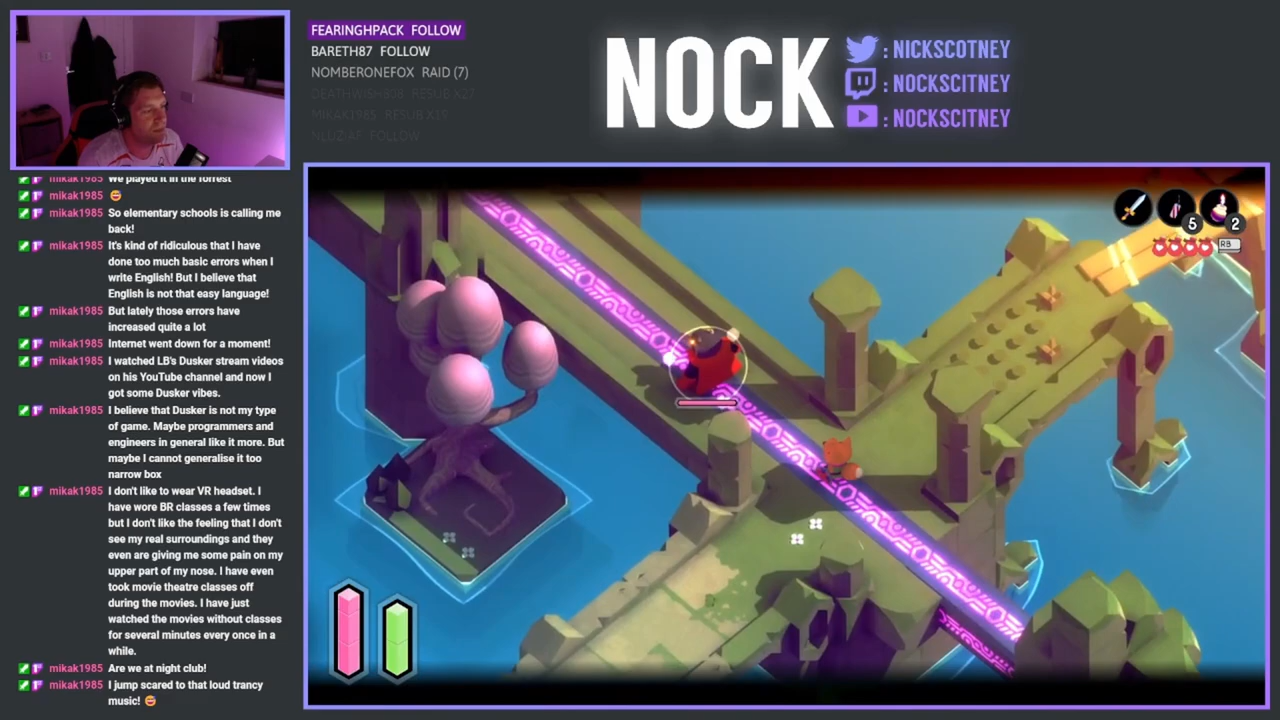 FEARINGHPACK FOLLOW
BARETH87 FOLLOW
NOMBERONEFOX RAID (7)
DEATHWISH808 RESUB X27
MIKAK1985 RESUB X19
FOLLOW
NOCK
: NICKSCOTNEY
: NOCKSCITNEY
: NOCKSCITNEY
mikak1985 We played it in the forrest
mikak1985
mikak1985 So elementary schools is calling me
back!
mikak1985 It's kind of ridiculous that I have
done too much basic errors when I
write English! But I believe that
English is not that easy language!
mikak1985 But lately those errors have
increased quite a lot
mikak1985 Internet went down for a moment!
mikak1985 I watched LB's Dusker stream videos
on his YouTube channel and now I
got some Dusker vibes.
mikak1985 I believe that Dusker is not my type
of game. Maybe programmers and
engineers in general like it more. But
maybe I cannot generalise it too
narrow box
mikak1985 I don't like to wear VR headset. I
have wore BR classes a few times
but I don't like the feeling that I don't
see my real surroundings and they
even are giving me some pain on my
upper part of my nose. I have even
took movie theatre classes off
during the movies. I have just
watched the movies without classes
for several minutes every once in a
while.
mikak1985 Are we at night club!
mikak1985 I jump scared to that loud trancy
music!
5
2
RB